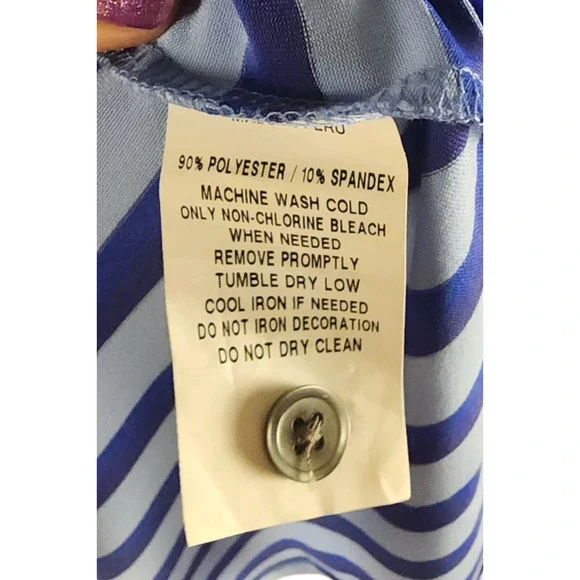 90% POLYESTER / 10% SPANDEX
MACHINE WASH COLD
ONLY NON-CHLORINE BLEACH
WHEN NEEDED
REMOVE PROMPTLY
TUMBLE DRY LOW
COOL IRON IF NEEDED
DO NOT IRON DECORATION
DO NOT DRY CLEAN